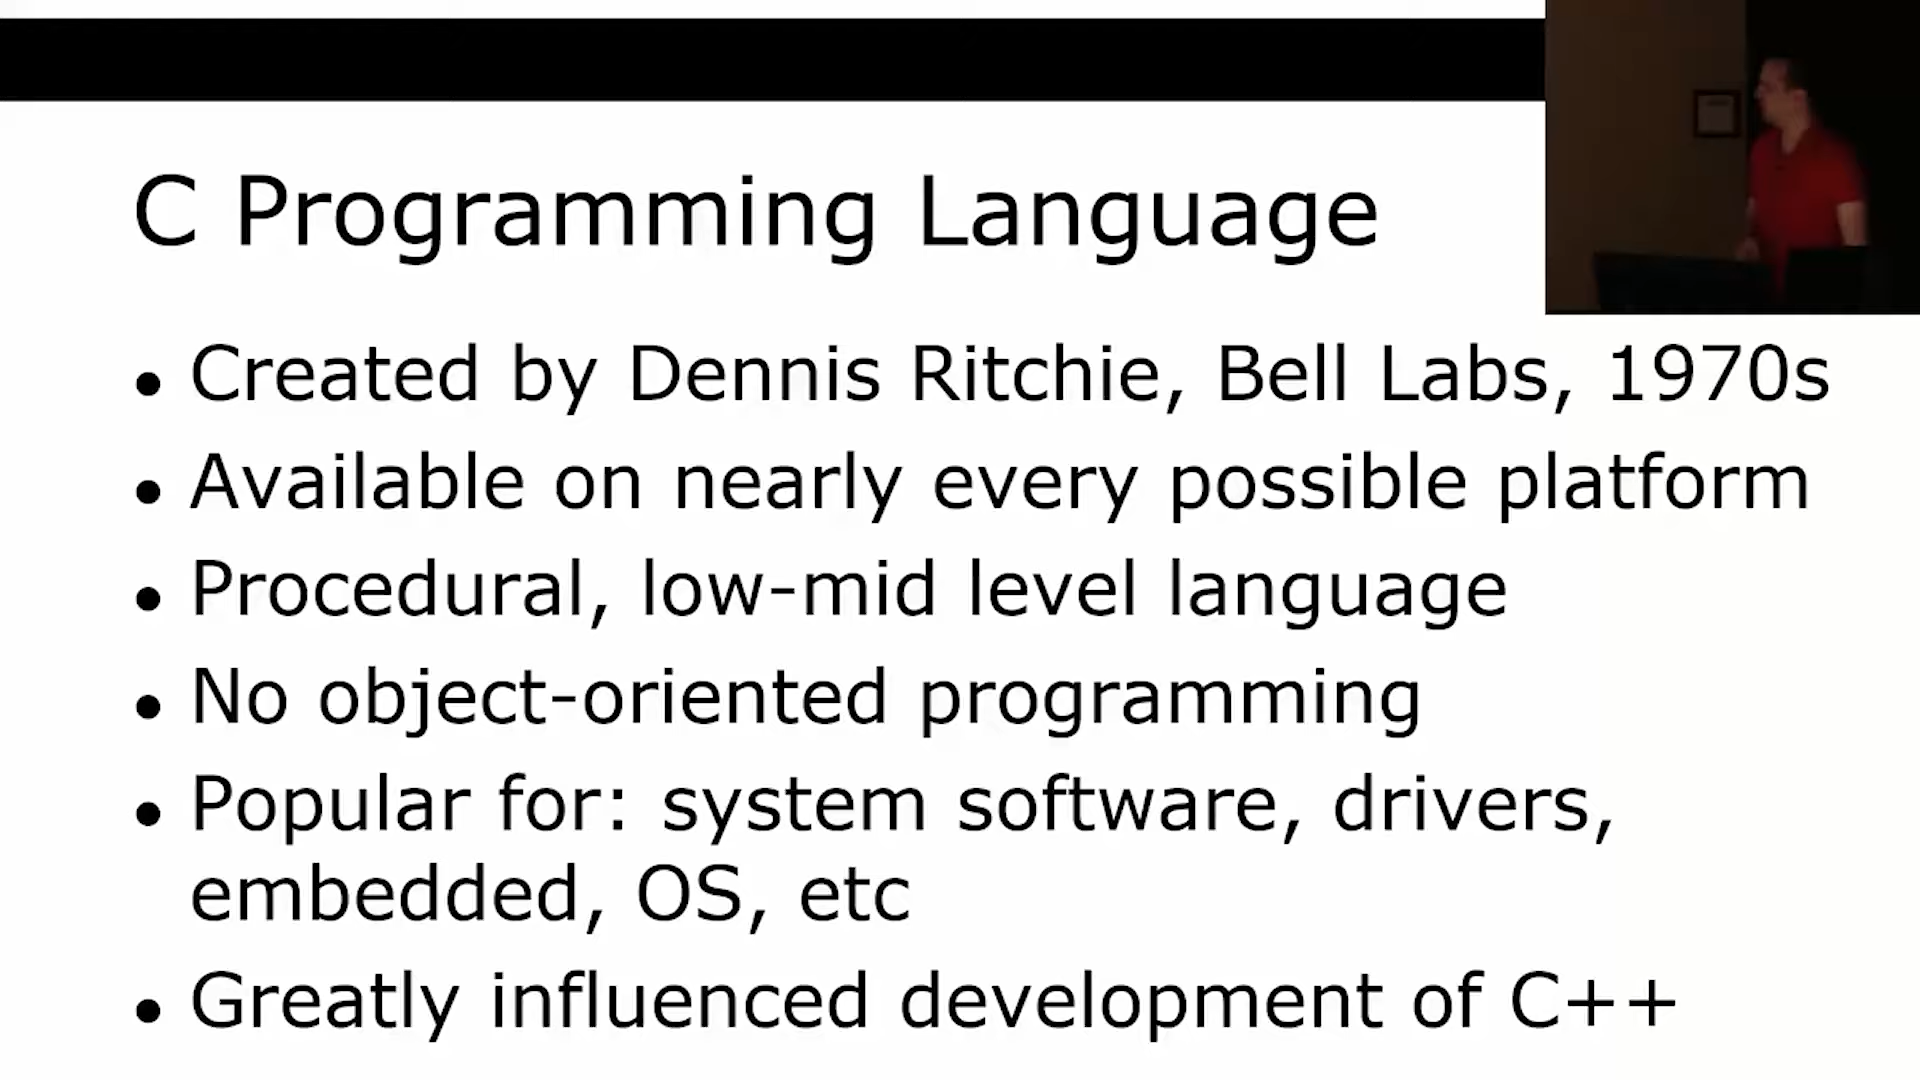 C Programming Language
• Created by Dennis Ritchie, Bell Labs, 1970s
• Available on nearly every possible platform
• Procedural, low-mid level language
• No object-oriented programming
• Popular for: system software, drivers,
embedded, OS, etc
• Greatly influenced development of C++